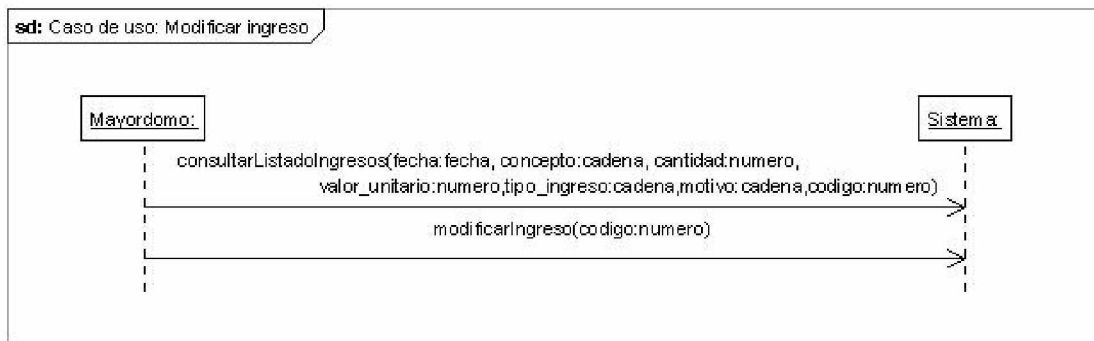 sd: Caso de uso: Modificar ingreso
Mayordomo:
Sistema:
consultarListadoIngresos(fecha:fecha, concepto:cadena, cantidad:numero,
valor_unitario:numero,tipo_ingreso:cadena,motivo:cadena,codigo:numero)
modificarIngreso(codigo:numero)